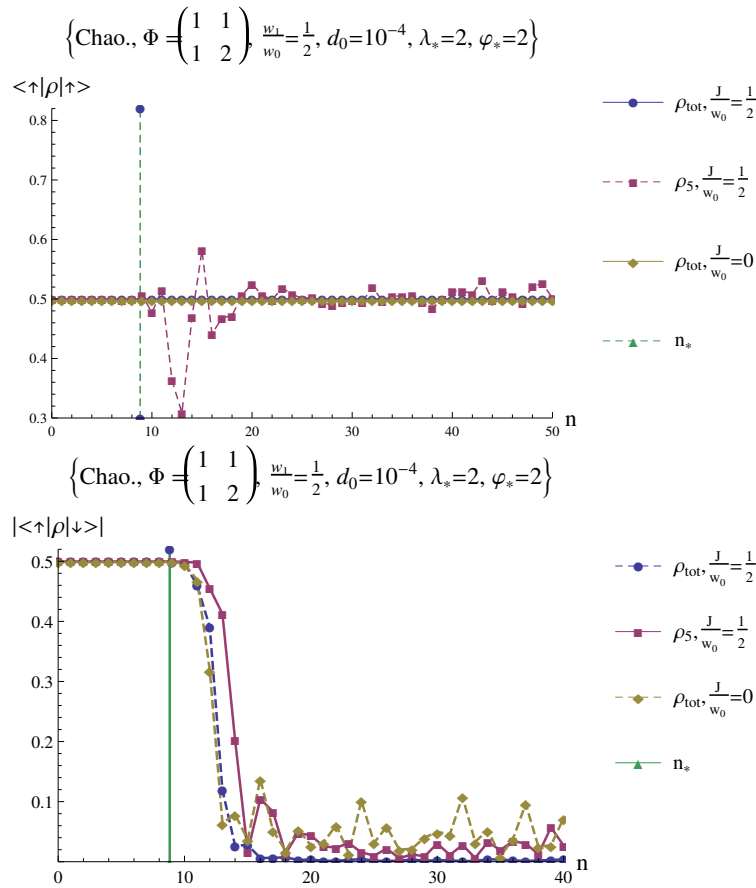 {Chao., Φ = (1 1 1 2), w₁/w₀ = 1/2, d₀=10⁻⁴, λ*=2, φ*=2}
<↑|ρ|↑>
0.8
0.7
0.6
0.5
0.4
0.3
0 10 20 30 40 50
n
ρtot, J/w₀ = 1/2
ρ₅, J/w₀ = 1/2
ρtot, J/w₀ = 0
n*
{Chao., Φ = (1 1 1 2), w₁/w₀ = 1/2, d₀=10⁻⁴, λ*=2, φ*=2}
|<↑|ρ|↓>|
0.5
0.4
0.3
0.2
0.1
0 10 20 30 40
n
ρtot, J/w₀ = 1/2
ρ₅, J/w₀ = 1/2
ρtot, J/w₀ = 0
n*